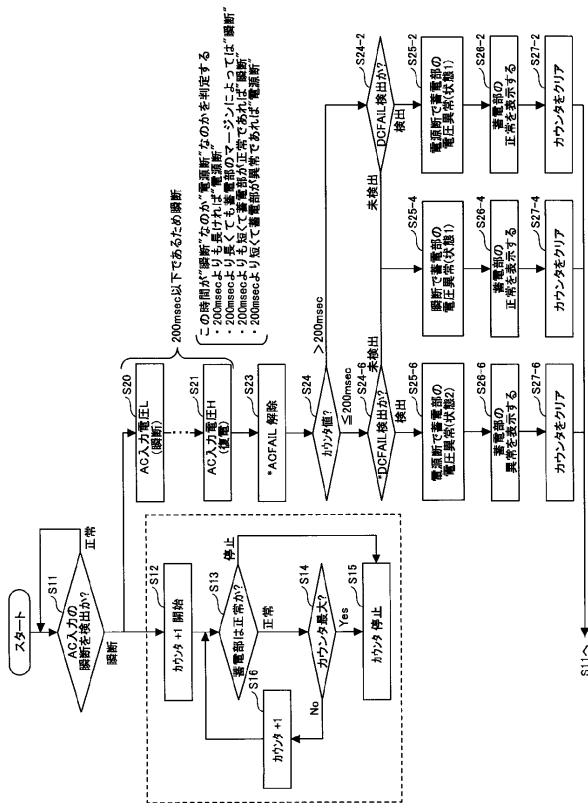 スタート
S11
AC入力の
瞬断を検出か?
正常
瞬断
S12
カウンタ +1 開始
S13
蓄電部は正常か?
停止
正常
S14
カウンタ最大?
Yes
No
S15
カウンタ 停止
S16
カウンタ +1
S20
AC入力電圧L
(瞬断)
S21
AC入力電圧H
(復電)
200msec以下であるため瞬断
この時間が"瞬断"なのか"電源断"なのかを判定する
・200msecよりも長ければ"電源断"
・200msecより長くても蓄電部のマージンによっては"瞬断"
・200msecよりも短くて蓄電部が正常であれば"瞬断"
・200msecより短くて蓄電部が異常であれば"電源断"
S23
*ACFAIL 解除
S24
カウンタ値?
>200msec
≦200msec
S24-6
*DCFAIL検出か?
未検出
検出
S24-2
DCFAIL検出か?
未検出
検出
S25-6
電源断で蓄電部の
電圧異常(状態2)
S26-6
蓄電部の
異常を表示する
S27-6
カウンタをクリア
S25-4
瞬断で蓄電部の
電圧異常(状態1)
S26-4
蓄電部の
正常を表示する
S27-4
カウンタをクリア
S25-2
電源断で蓄電部の
電圧異常(状態1)
S26-2
蓄電部の
正常を表示する
S27-2
カウンタをクリア
S11へ